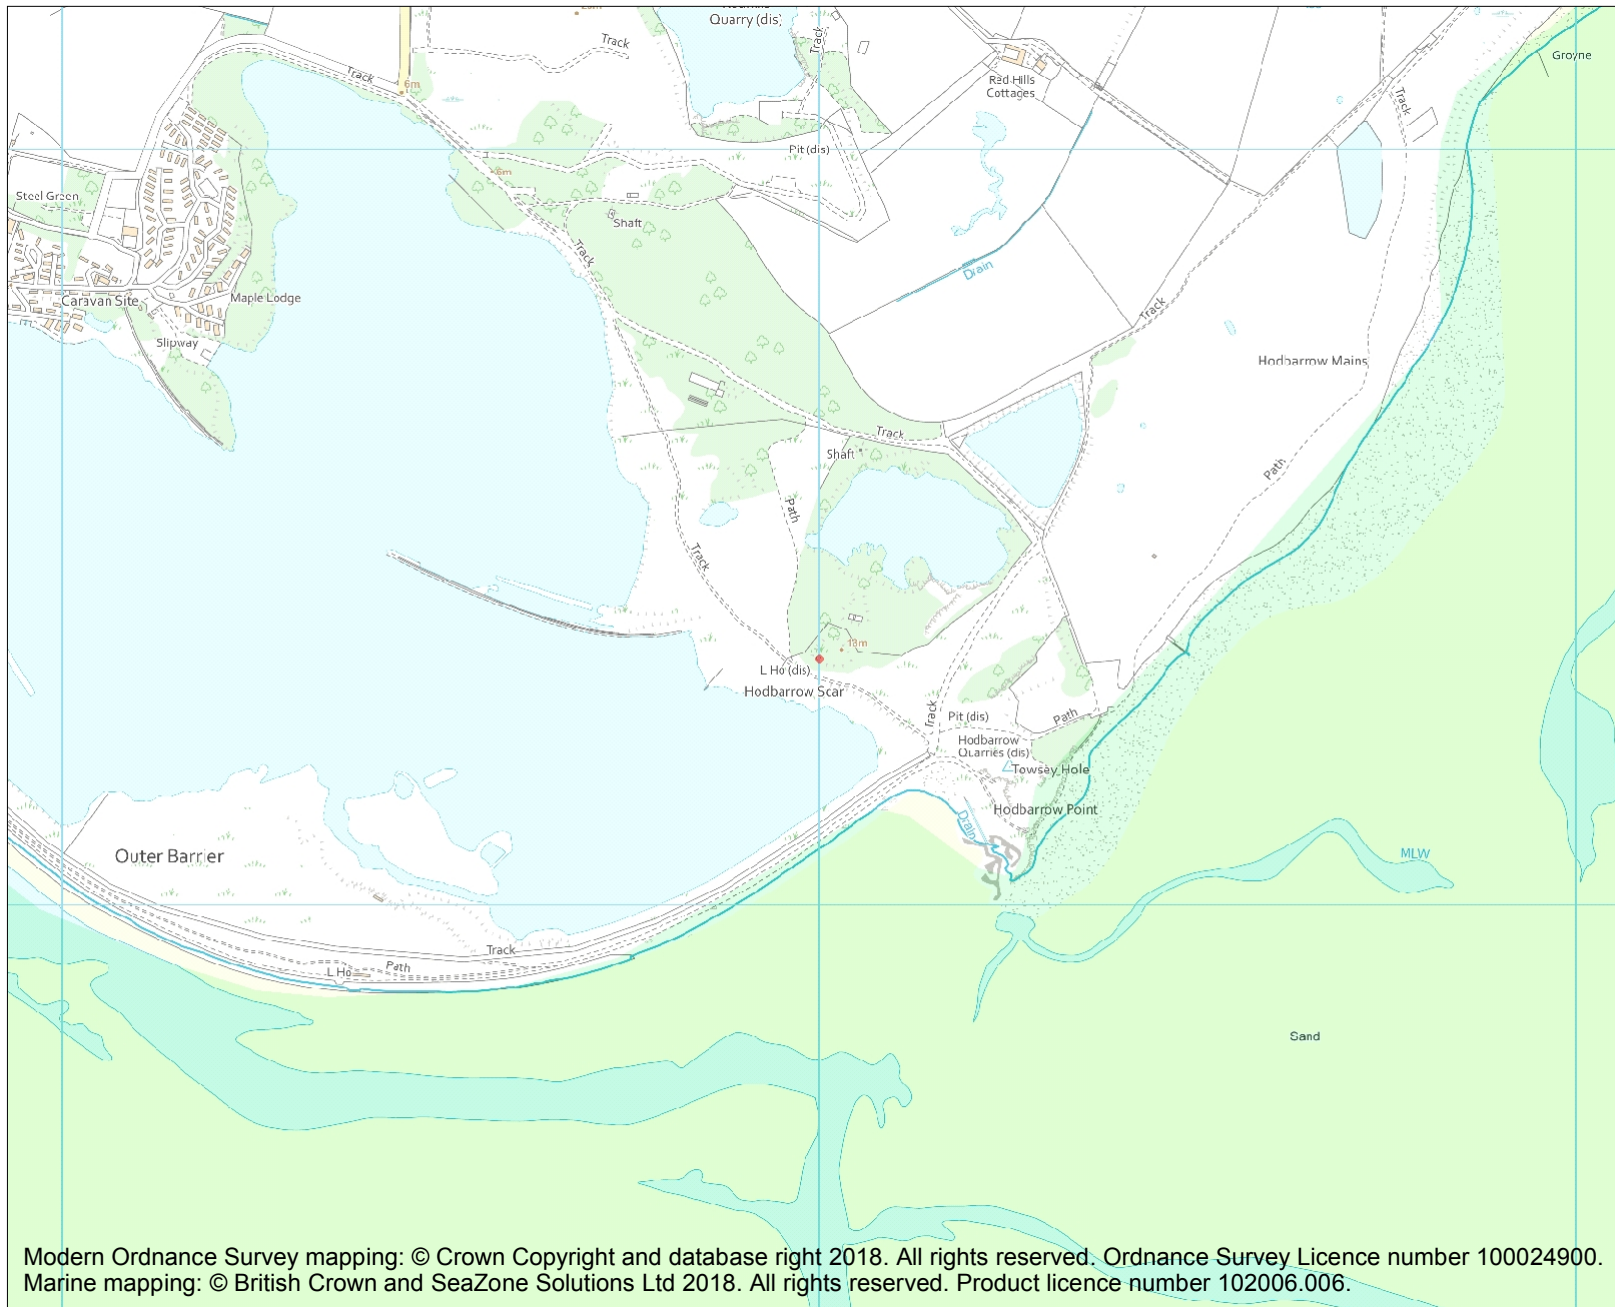 Quarry (dis)
Track
Track
Groyne
Track
6m
Red Hills
Cottages
Track
Pit (dis)
6m
Steel Green
Shaft
Track
Drain
Maple Lodge
Caravan Site
Track
Slipway
Hodbarrow Mains
Track
Shaft
Path
Path
Track
13m
L Ho (dis)
Hodbarrow Scar
Track
Pit (dis)
Path
Hodbarrow
Quarries (dis)
Towsey Hole
Hodbarrow Point
Drain
Outer Barrier
MLW
Track
Path
L Ho
Sand
Modern Ordnance Survey mapping: © Crown Copyright and database right 2018. All rights reserved. Ordnance Survey Licence number 100024900.
Marine mapping: © British Crown and SeaZone Solutions Ltd 2018. All rights reserved. Product licence number 102006.006.